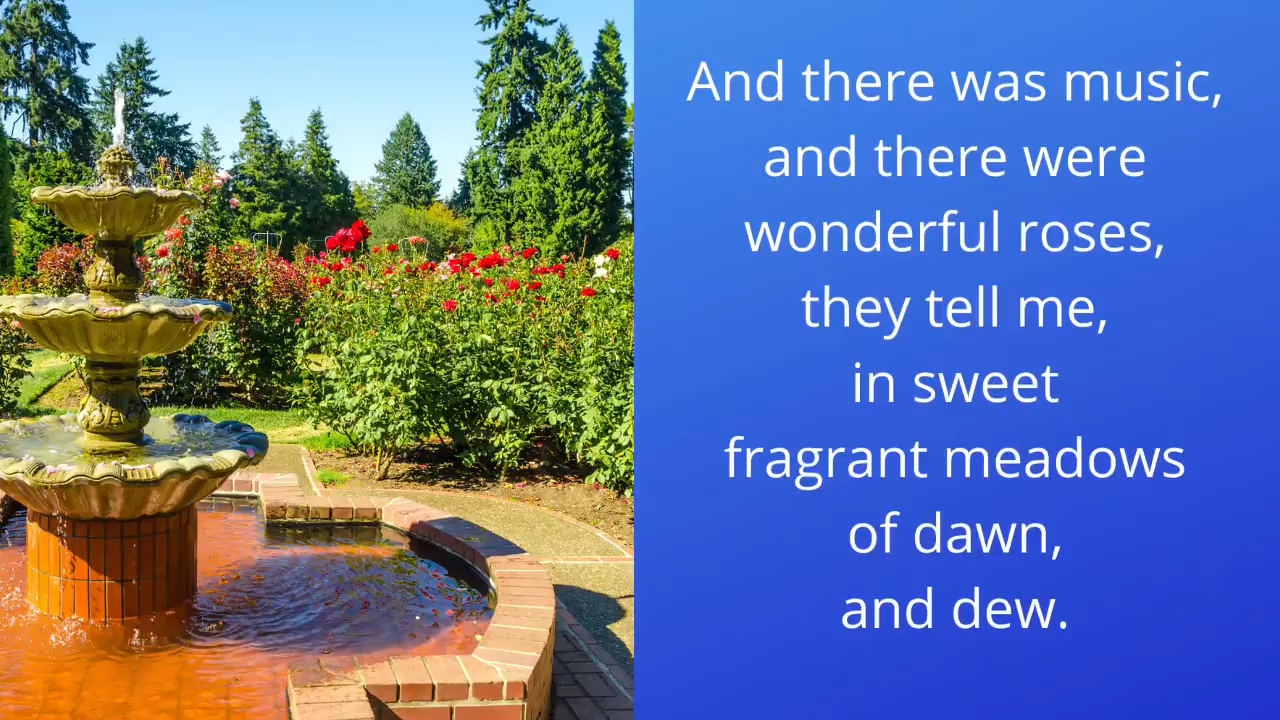 And there was music,
and there were
wonderful roses,
they tell me,
in sweet
fragrant meadows
of dawn,
and dew.